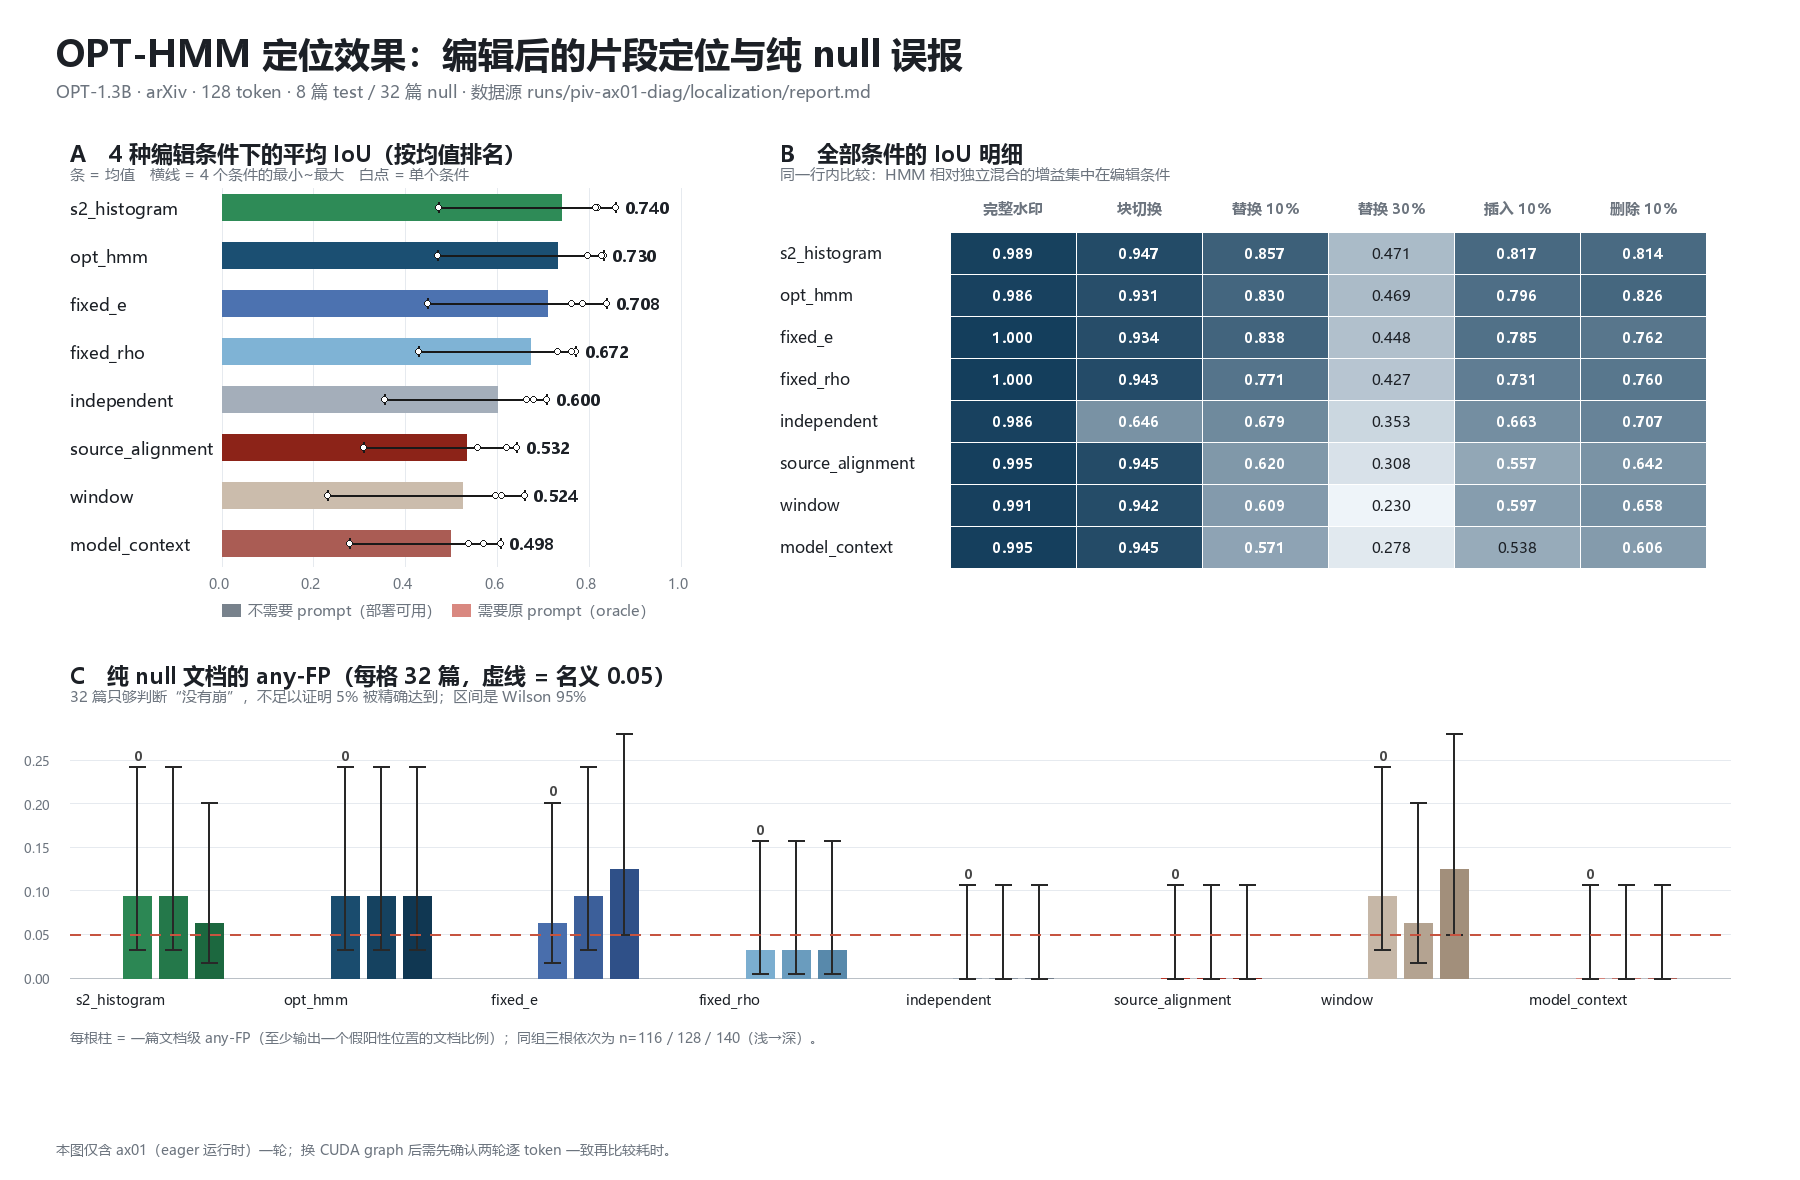 OPT-HMM 定位效果：编辑后的片段定位与纯 null 误报
OPT-1.3B · arXiv · 128 token · 8 篇 test / 32 篇 null · 数据源 runs/piv-ax01-diag/localization/report.md
A 4 种编辑条件下的平均 IoU（按均值排名）
条 = 均值 横线 = 4 个条件的最小~最大 白点 = 单个条件
s2_histogram 0.740
opt_hmm 0.730
fixed_e 0.708
fixed_rho 0.672
independent 0.600
source_alignment 0.532
window 0.524
model_context 0.498
0.0 0.2 0.4 0.6 0.8 1.0
不需要 prompt（部署可用） 需要原 prompt（oracle）
B 全部条件的 IoU 明细
同一行内比较：HMM 相对独立混合的增益集中在编辑条件
完整水印 块切换 替换 10% 替换 30% 插入 10% 删除 10%
s2_histogram 0.989 0.947 0.857 0.471 0.817 0.814
opt_hmm 0.986 0.931 0.830 0.469 0.796 0.826
fixed_e 1.000 0.934 0.838 0.448 0.785 0.762
fixed_rho 1.000 0.943 0.771 0.427 0.731 0.760
independent 0.986 0.646 0.679 0.353 0.663 0.707
source_alignment 0.995 0.945 0.620 0.308 0.557 0.642
window 0.991 0.942 0.609 0.230 0.597 0.658
model_context 0.995 0.945 0.571 0.278 0.538 0.606
C 纯 null 文档的 any-FP（每格 32 篇，虚线 = 名义 0.05）
32 篇只够判断“没有崩”，不足以证明 5% 被精确达到；区间是 Wilson 95%
0.25
0.20
0.15
0.10
0.05
0.00
0 0 0 0 0 0 0 0
s2_histogram opt_hmm fixed_e fixed_rho independent source_alignment window model_context
每根柱 = 一篇文档级 any-FP（至少输出一个假阳性位置的文档比例）；同组三根依次为 n=116 / 128 / 140（浅→深）。
本图仅含 ax01（eager 运行时）一轮；换 CUDA graph 后需先确认两轮逐 token 一致再比较耗时。